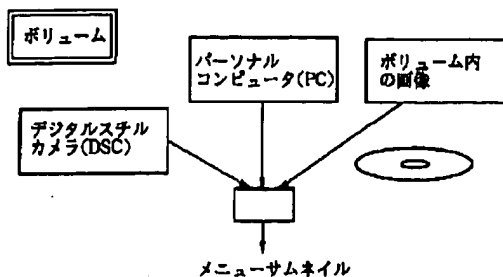 ボリューム
パーソナル
コンピュータ(PC)
ボリューム内
の画像
デジタルスチル
カメラ(DSC)
メニューサムネイル